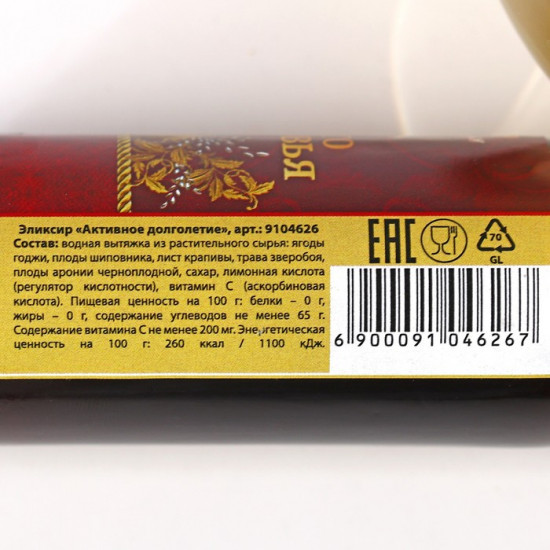 О
ЗЬЯ
Эликсир «Активное долголетие», арт.: 9104626
Состав: водная вытяжка из растительного сырья: ягоды
годжи, плоды шиповника, лист крапивы, трава зверобоя,
плоды аронии черноплодной, сахар, лимонная кислота
(регулятор кислотности), витамин С (аскорбиновая
кислота). Пищевая ценность на 100 г: белки – 0 г,
жиры – 0 г, содержание углеводов не менее 65 г.
Содержание витамина С не менее 200 мг. Энергетическая
ценность на 100 г: 260 ккал / 1100 кДж.
ЕАС
70
GL
6 900091 046267